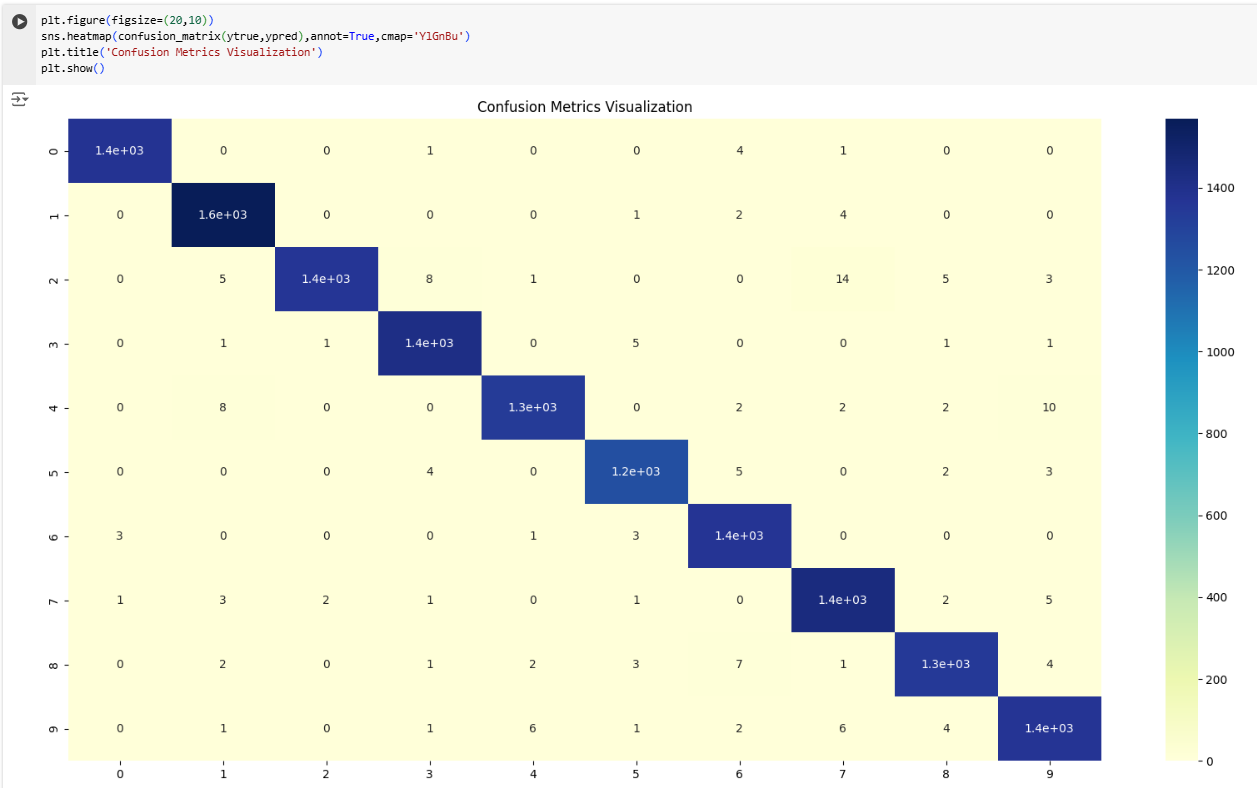 plt.figure(figsize=(20,10))
sns.heatmap(confusion_matrix(ytrue,ypred),annot=True,cmap='YlGnBu')
plt.title('Confusion Metrics Visualization')
plt.show()
Confusion Metrics Visualization
0 1.4e+03 0 0 1 0 0 4 1 0 0
1 0 1.6e+03 0 0 0 1 2 4 0 0
2 0 5 1.4e+03 8 1 0 0 14 5 3
3 0 1 1 1.4e+03 0 5 0 0 1 1
4 0 8 0 0 1.3e+03 0 2 2 2 10
5 0 0 0 4 0 1.2e+03 5 0 2 3
6 3 0 0 0 1 3 1.4e+03 0 0 0
7 1 3 2 1 0 1 0 1.4e+03 2 5
8 0 2 0 1 2 3 7 1 1.3e+03 4
9 0 1 0 1 6 1 2 6 4 1.4e+03
0 1 2 3 4 5 6 7 8 9
1400
1200
1000
800
600
400
200
0